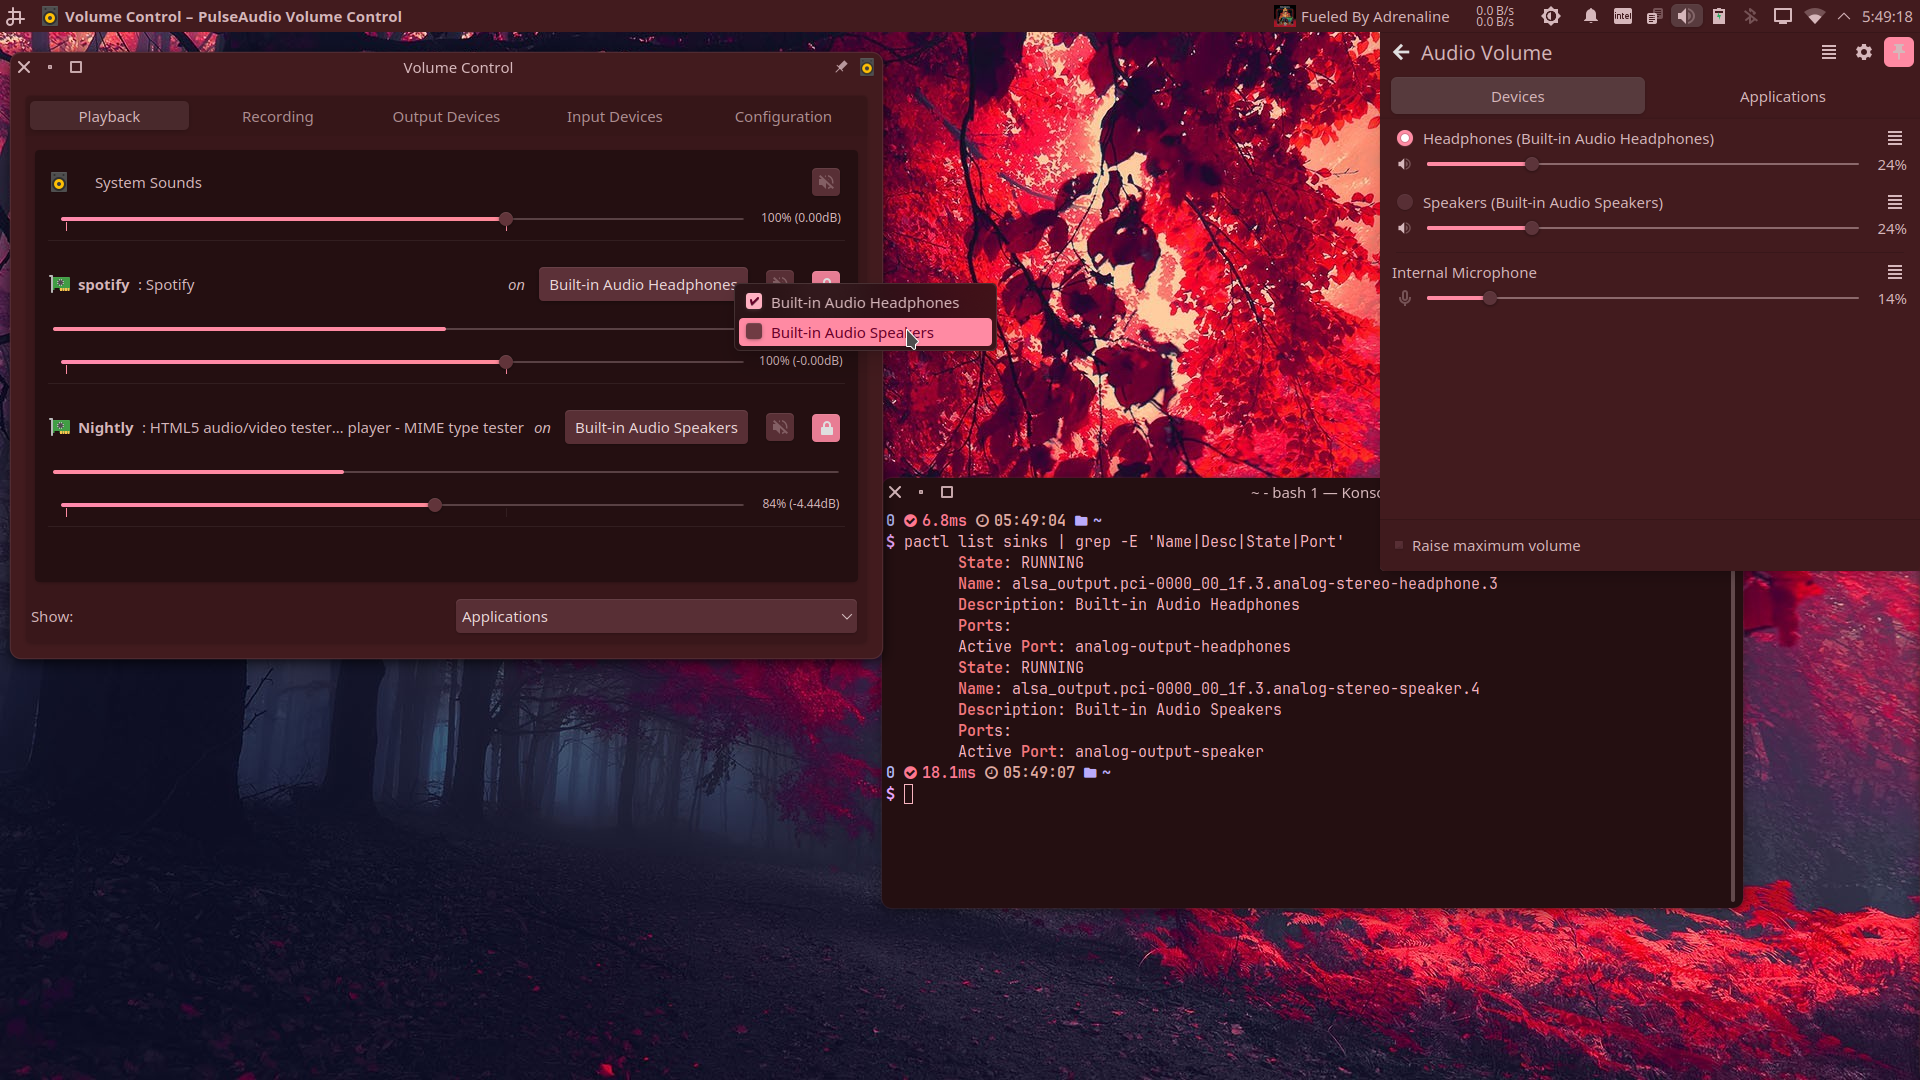 Volume Control – PulseAudio Volume Control
Fueled By Adrenaline
0.0 B/s
0.0 B/s
intel
5:49:18
Volume Control
Playback
Recording
Output Devices
Input Devices
Configuration
System Sounds
100% (0.00dB)
spotify : Spotify
on
Built-in Audio Headphones
Built-in Audio Headphones
Built-in Audio Speakers
100% (-0.00dB)
Nightly : HTML5 audio/video tester... player - MIME type tester
on
Built-in Audio Speakers
84% (-4.44dB)
Show:
Applications
Audio Volume
Devices
Applications
Headphones (Built-in Audio Headphones)
24%
Speakers (Built-in Audio Speakers)
24%
Internal Microphone
14%
Raise maximum volume
~ - bash 1 —
0 6.8ms 05:49:04 ~
$ pactl list sinks | grep -E 'Name|Desc|State|Port'
State: RUNNING
Name: alsa_output.pci-0000_00_1f.3.analog-stereo-headphone.3
Description: Built-in Audio Headphones
Ports:
Active Port: analog-output-headphones
State: RUNNING
Name: alsa_output.pci-0000_00_1f.3.analog-stereo-speaker.4
Description: Built-in Audio Speakers
Ports:
Active Port: analog-output-speaker
0 18.1ms 05:49:07 ~
$